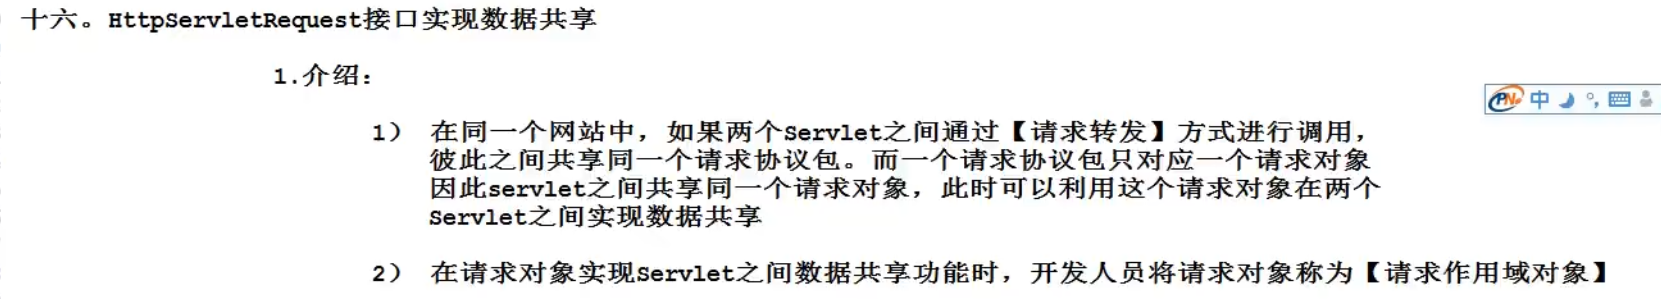 十六。HttpServletRequest接口实现数据共享
1.介绍：
1） 在同一个网站中，如果两个Servlet之间通过【请求转发】方式进行调用，
彼此之间共享同一个请求协议包。而一个请求协议包只对应一个请求对象
因此servlet之间共享同一个请求对象，此时可以利用这个请求对象在两个
Servlet之间实现数据共享
中
2） 在请求对象实现Servlet之间数据共享功能时，开发人员将请求对象称为【请求作用域对象】